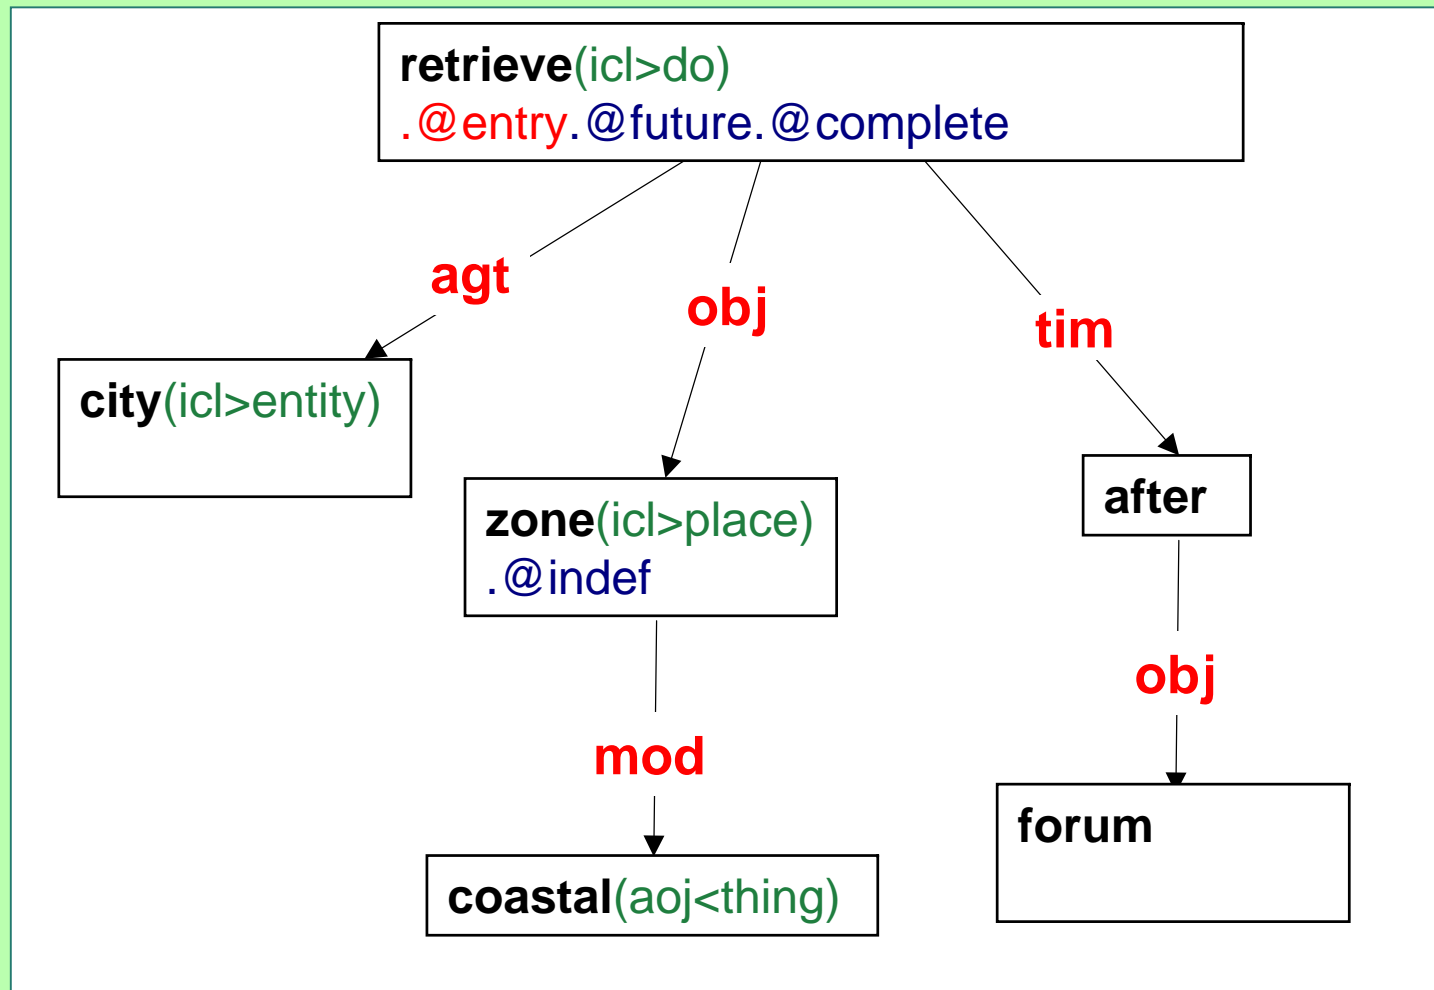 retrieve(icl>do)
.@entry.@future.@complete
agt
obj
tim
city(icl>entity)
zone(icl>place)
.@indef
after
mod
obj
coastal(aoj<thing)
forum